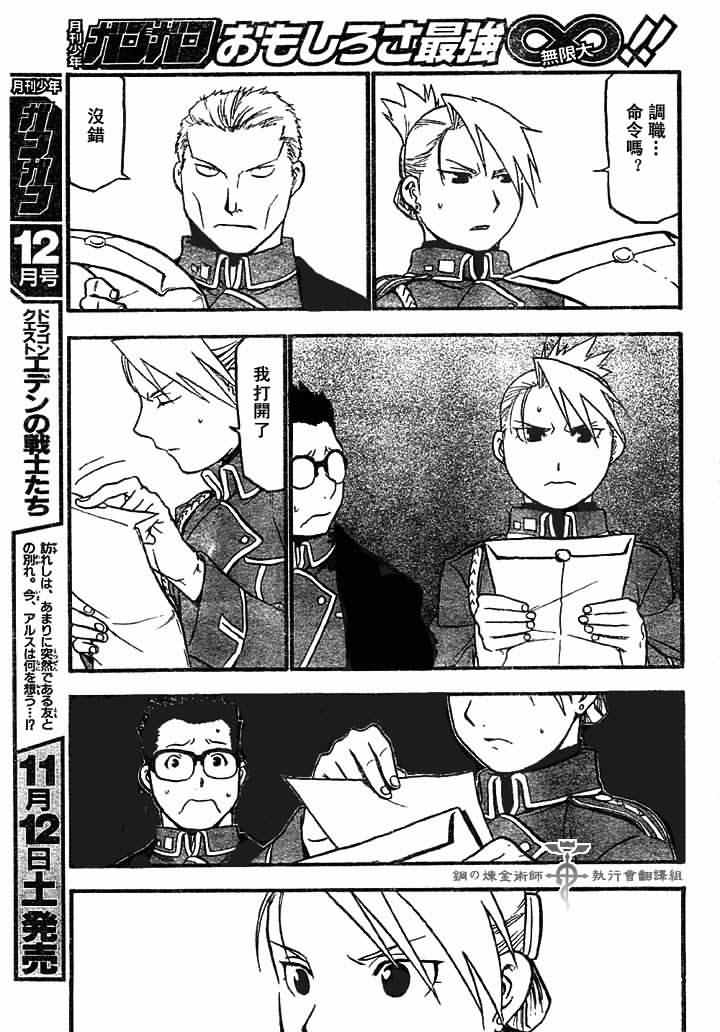 月刊少年
ガンガン
おもしろさ最強
無限大
!!
調職…
命令嗎？
沒錯
我打開了
鋼の煉金術師
執行會翻譯組
月刊少年
ガンガン
12
月号
ドラゴン
クエスト
エデンの戦士たち
訪れしは、あまりに突然である友と
の別れ。今、アルスは何を想う…!?
11月12日土発売